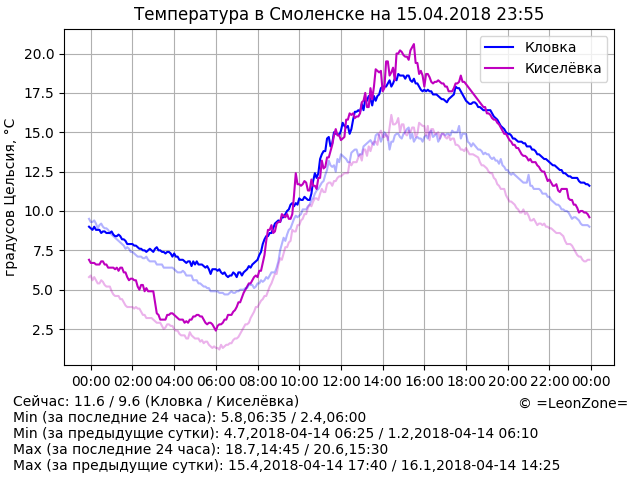 Температура в Смоленске на 15.04.2018 23:55
градусов Цельсия, °C
20.0
17.5
15.0
12.5
10.0
7.5
5.0
2.5
Кловка
Киселёвка
00:00 02:00 04:00 06:00 08:00 10:00 12:00 14:00 16:00 18:00 20:00 22:00 00:00
Сейчас: 11.6 / 9.6 (Кловка / Киселёвка)
© =LeonZone=
Min (за последние 24 часа): 5.8,06:35 / 2.4,06:00
Min (за предыдущие сутки): 4.7,2018-04-14 06:25 / 1.2,2018-04-14 06:10
Max (за последние 24 часа): 18.7,14:45 / 20.6,15:30
Max (за предыдущие сутки): 15.4,2018-04-14 17:40 / 16.1,2018-04-14 14:25